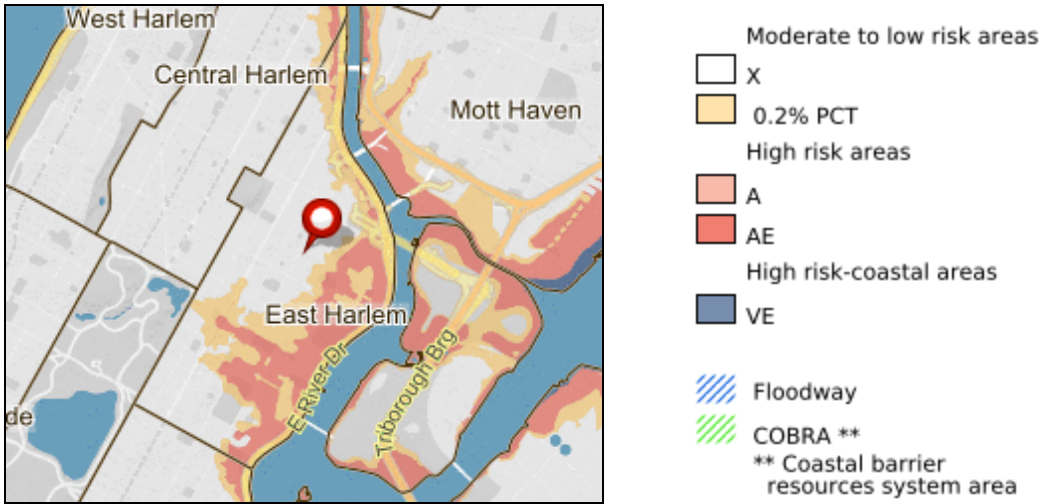 West Harlem
Central Harlem
Mott Haven
East Harlem
E River Dr
Triborough Brg
de
Moderate to low risk areas
X
0.2% PCT
High risk areas
A
AE
High risk-coastal areas
VE
Floodway
COBRA **
** Coastal barrier
resources system area